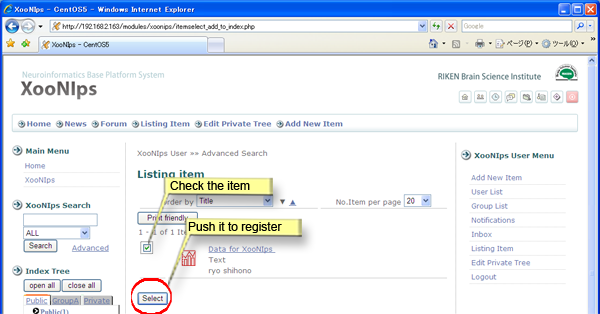 XooNIps - CentOS5 - Windows Internet Explorer
http://192.168.2.163/modules/xoonips/itemselect_add_to_index.php
XooNIps - CentOS5
ページ(P)
ツール(O)
Neuroinformatics Base Platform System
XooNIps
RIKEN Brain Science Institute
Home
News
Forum
Listing Item
Edit Private Tree
Add New Item
Main Menu
Home
XooNIps
XooNIps Search
ALL
Search
Advanced
Index Tree
open all
close all
Public
GroupA
Private
Public(1)
XooNIps User »» Advanced Search
Listing item
Check the item
order by
Title
▼ ▲
No.Item per page
20
Print friendly
1 - 1 of 1 Ite
Push it to register
Data for XooNIps
Text
ryo shihono
Select
XooNIps User Menu
Add New Item
User List
Group List
Notifications
Inbox
Listing Item
Edit Private Tree
Logout